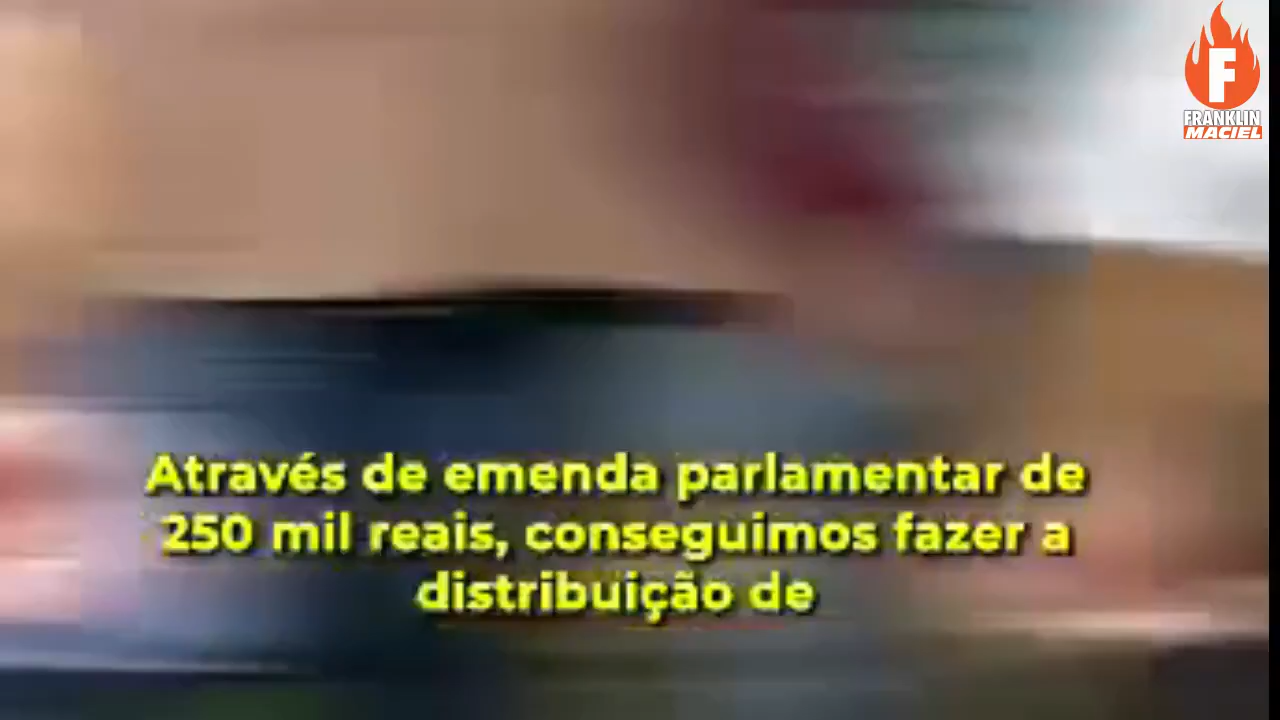 F
FRANKLIN
MACIEL
Através de emenda parlamentar de
250 mil reais, conseguimos fazer a
distribuição de